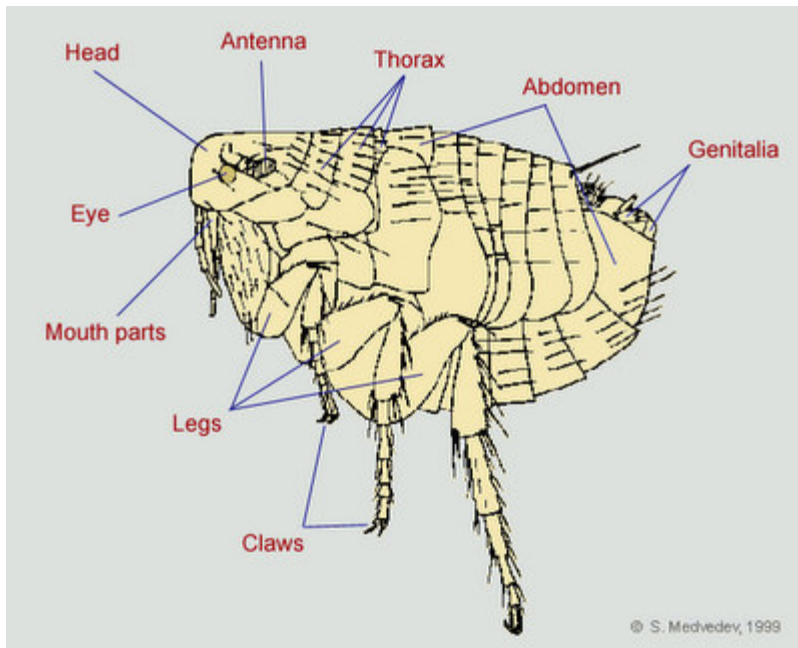 Antenna
Head
Thorax
Abdomen
Genitalia
Eye
Mouth parts
Legs
Claws
© S. Medvedev, 1999